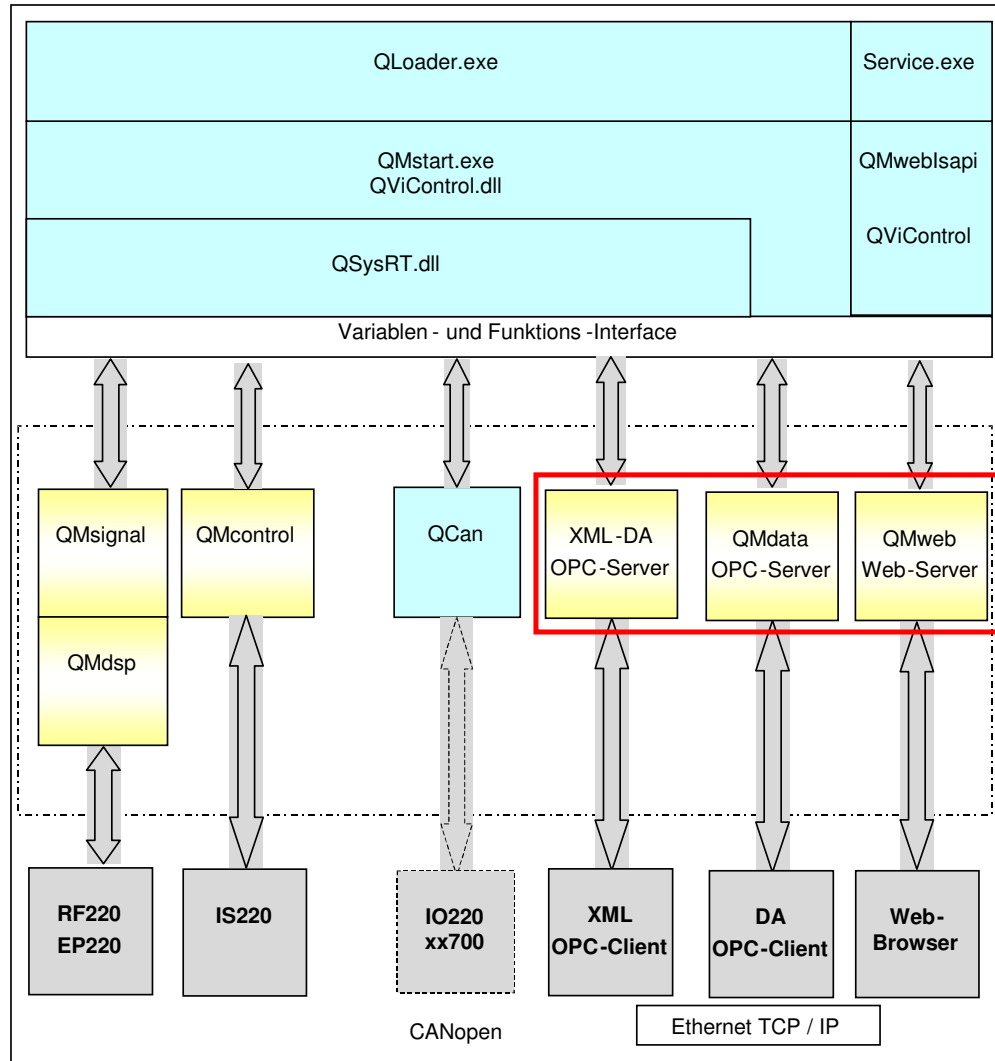 QLoader.exe
Service.exe
QMstart.exe
QViControl.dll
QMwebIsapi
QViControl
QSysRT.dll
Variablen - und Funktions -Interface
QMsignal
QMcontrol
QCan
XML-DA
OPC-Server
QMdata
OPC-Server
QMweb
Web-Server
QMdsp
RF220
EP220
IS220
IO220
xx700
XML
OPC-Client
DA
OPC-Client
Web-
Browser
CANopen
Ethernet TCP / IP